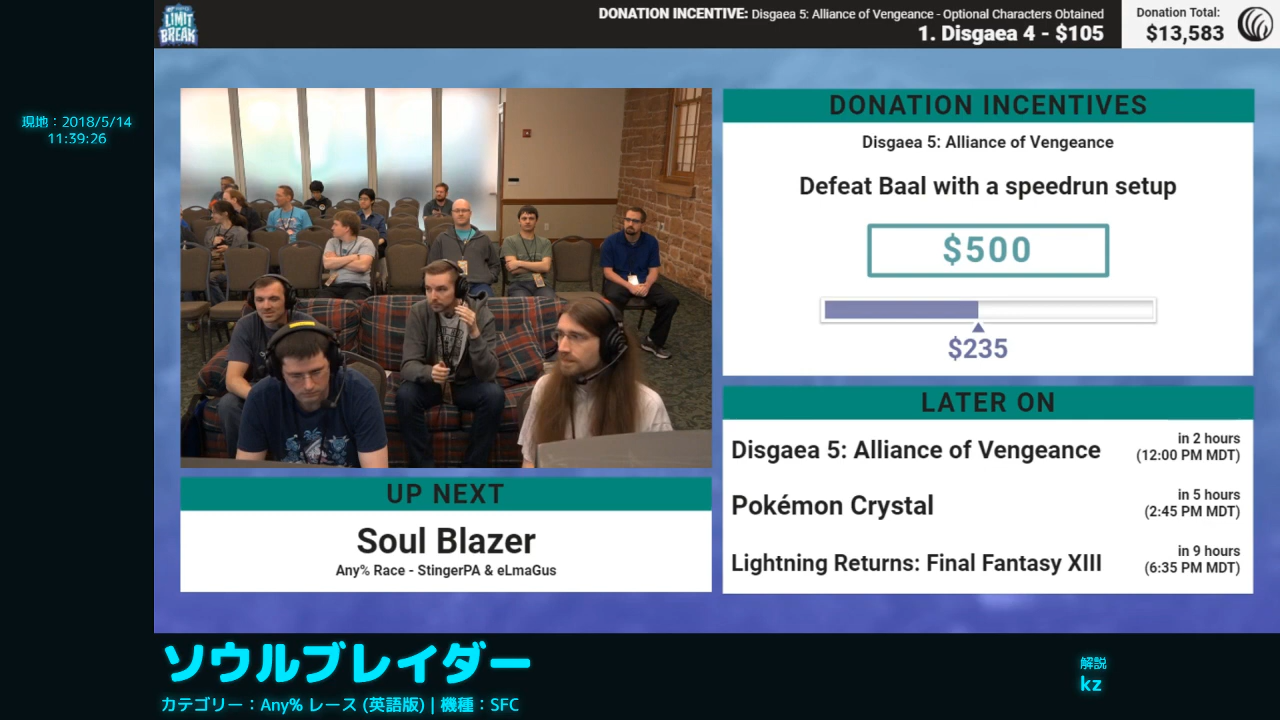 LIMIT
BREAK
DONATION INCENTIVE: Disgaea 5: Alliance of Vengeance - Optional Characters Obtained
1. Disgaea 4 - $105
Donation Total:
$13,583
現地：2018/5/14
11:39:26
DONATION INCENTIVES
Disgaea 5: Alliance of Vengeance
Defeat Baal with a speedrun setup
$500
$235
LATER ON
Disgaea 5: Alliance of Vengeance
in 2 hours
(12:00 PM MDT)
Pokémon Crystal
in 5 hours
(2:45 PM MDT)
Lightning Returns: Final Fantasy XIII
in 9 hours
(6:35 PM MDT)
UP NEXT
Soul Blazer
Any% Race - StingerPA & eLmaGus
ソウルブレイダー
カテゴリー：Any% レース (英語版) | 機種：SFC
解説
kz